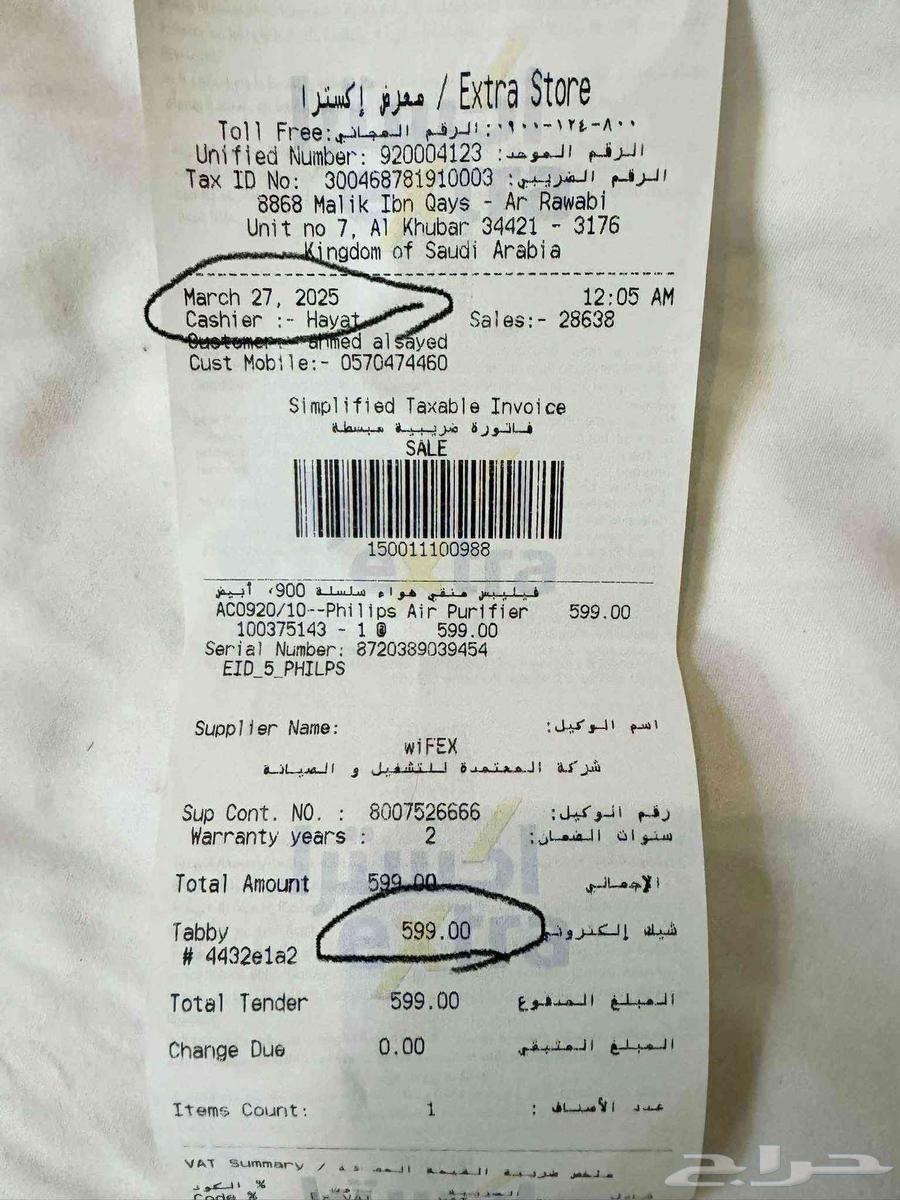 معرض إكسترا / Extra Store
Toll Free:الرقم المجاني: ٨٠٠-١٢٤-٠٩٠٠
Unified Number: 920004123 الرقم الموحد:
Tax ID No: 300468781910003 الرقم الضريبي:
8868 Malik Ibn Qays - Ar Rawabi
Unit no 7, Al Khubar 34421 - 3176
Kingdom of Saudi Arabia
March 27, 2025 12:05 AM
Cashier :- Hayat Sales:- 28638
Customer:- ahmed alsayed
Cust Mobile:- 0570474460
Simplified Taxable Invoice
فاتورة ضريبية مبسطة
SALE
150011100988
فيليبس منقي هواء سلسلة 900، أبيض
AC0920/10--Philips Air Purifier 599.00
100375143 - 1 @ 599.00
Serial Number: 8720389039454
EID_5_PHILPS
Supplier Name: اسم الوكيل:
wiFEX
شركة المعتمدة للتشغيل و الصيانة
Sup Cont. NO. : 8007526666 رقم الوكيل:
Warranty years : 2 سنوات الضمان:
Total Amount 599.00 الإجمالي
Tabby 599.00 شيك إلكتروني
# 4432e1a2
Total Tender 599.00 المبلغ المدفوع
Change Due 0.00 المبلغ المتبقي
Items Count: 1 عدد الأصناف :
VAT Summary / ملخص ضريبة القيمة المضافة
% الكود
Code %
حراج